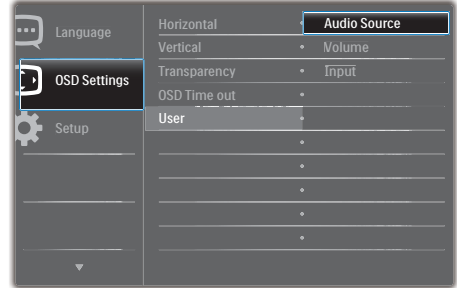 Language
OSD Settings
Setup
Horizontal
Vertical
Transparency
OSD Time out
User
Audio Source
Volume
Input